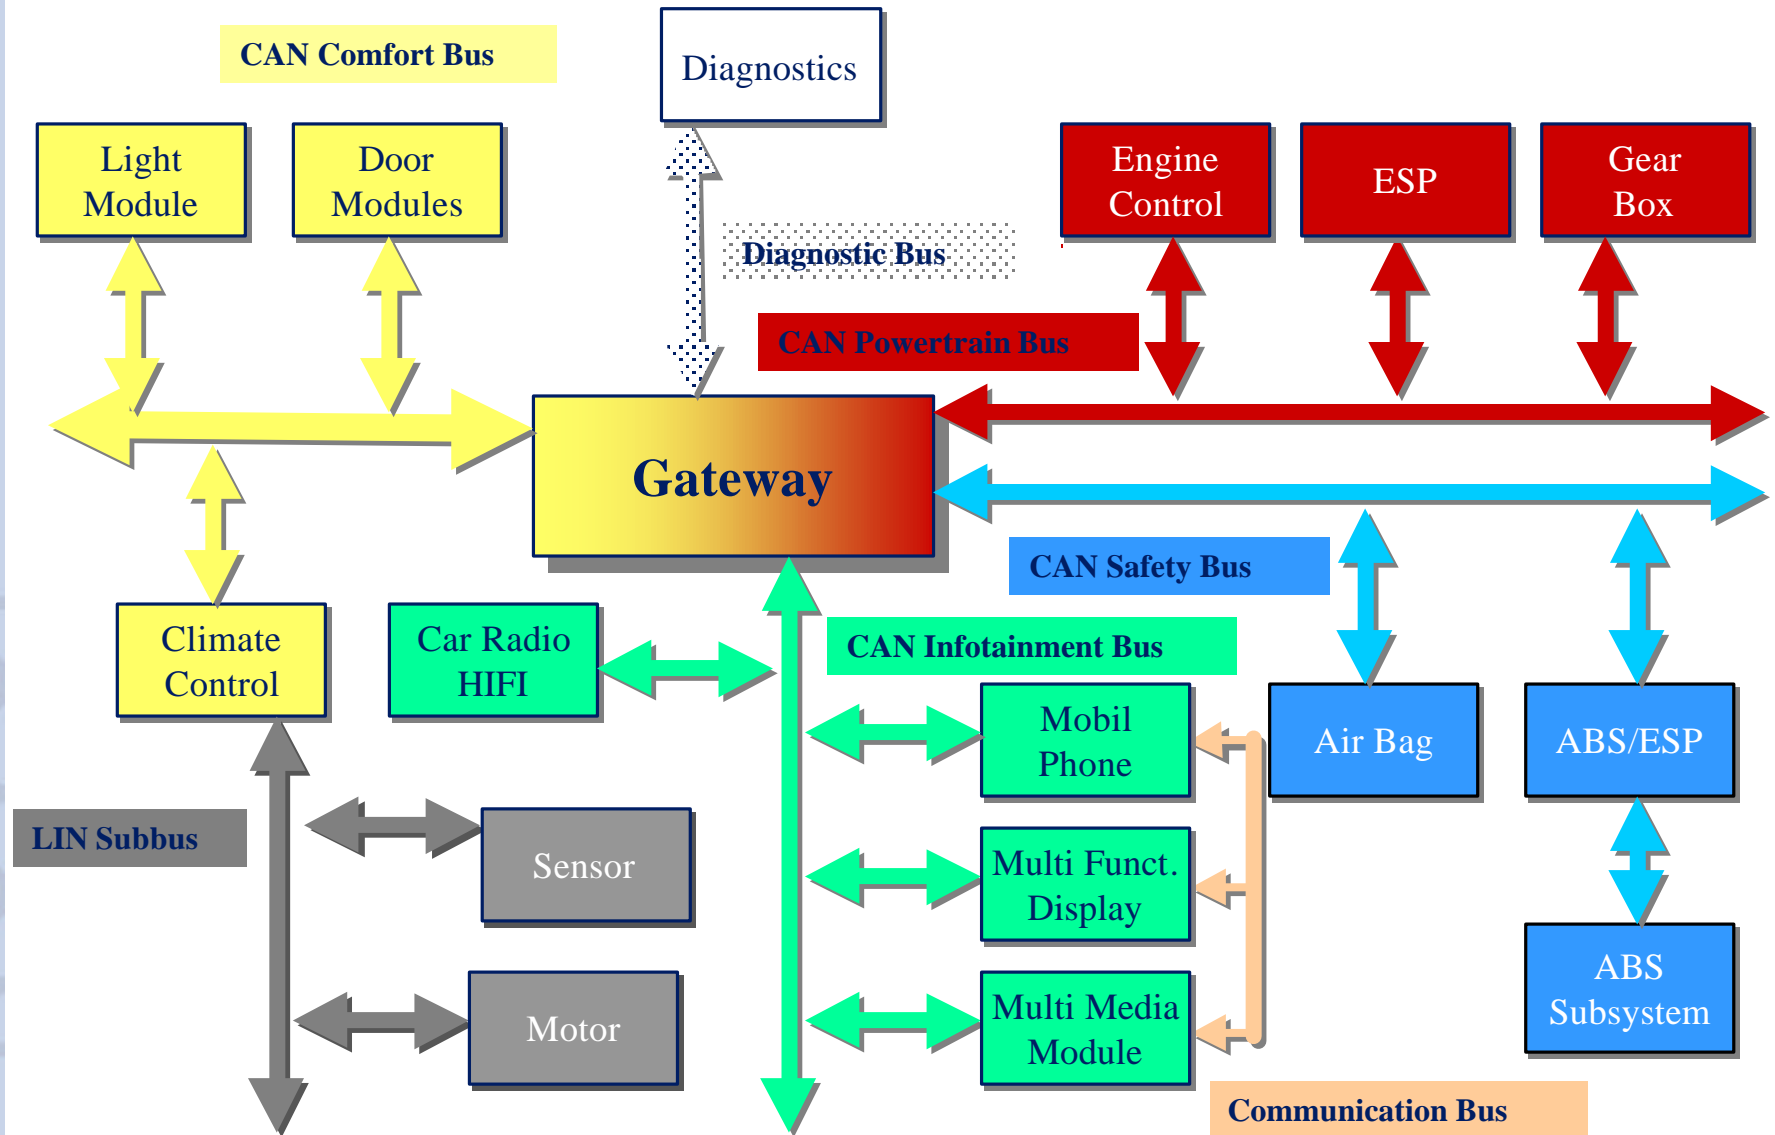 CAN Comfort Bus
Diagnostics
Light
Module
Door
Modules
Engine
Control
ESP
Gear
Box
Diagnostic Bus
CAN Powertrain Bus
Gateway
CAN Safety Bus
Climate
Control
Car Radio
HIFI
CAN Infotainment Bus
Mobil
Phone
Air Bag
ABS/ESP
LIN Subbus
Sensor
Multi Funct.
Display
Motor
Multi Media
Module
ABS
Subsystem
Communication Bus